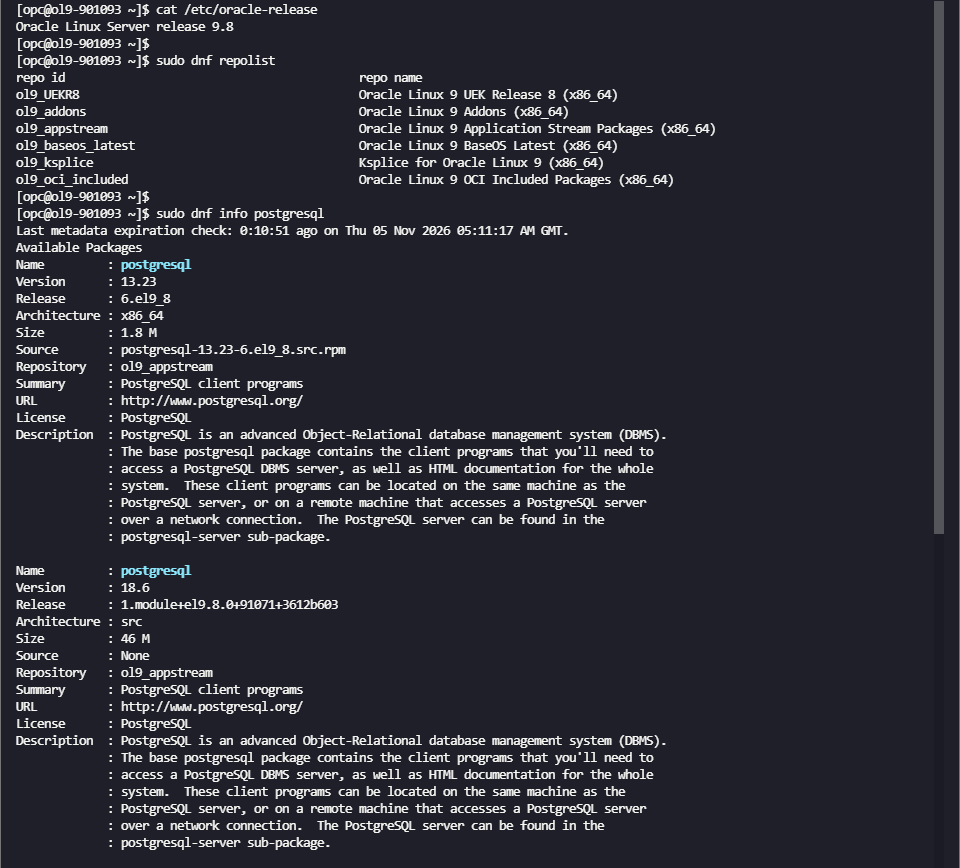 [opc@ol9-901093 ~]$ cat /etc/oracle-release
Oracle Linux Server release 9.8
[opc@ol9-901093 ~]$
[opc@ol9-901093 ~]$ sudo dnf repolist
repo id                                          repo name
ol9_UEKR8                                        Oracle Linux 9 UEK Release 8 (x86_64)
ol9_addons                                       Oracle Linux 9 Addons (x86_64)
ol9_appstream                                    Oracle Linux 9 Application Stream Packages (x86_64)
ol9_baseos_latest                                Oracle Linux 9 BaseOS Latest (x86_64)
ol9_ksplice                                      Ksplice for Oracle Linux 9 (x86_64)
ol9_oci_included                                 Oracle Linux 9 OCI Included Packages (x86_64)
[opc@ol9-901093 ~]$
[opc@ol9-901093 ~]$ sudo dnf info postgresql
Last metadata expiration check: 0:10:51 ago on Thu 05 Nov 2026 05:11:17 AM GMT.
Available Packages
Name         : postgresql
Version      : 13.23
Release      : 6.el9_8
Architecture : x86_64
Size         : 1.8 M
Source       : postgresql-13.23-6.el9_8.src.rpm
Repository   : ol9_appstream
Summary      : PostgreSQL client programs
URL          : http://www.postgresql.org/
License      : PostgreSQL
Description  : PostgreSQL is an advanced Object-Relational database management system (DBMS).
             : The base postgresql package contains the client programs that you'll need to
             : access a PostgreSQL DBMS server, as well as HTML documentation for the whole
             : system.  These client programs can be located on the same machine as the
             : PostgreSQL server, or on a remote machine that accesses a PostgreSQL server
             : over a network connection.  The PostgreSQL server can be found in the
             : postgresql-server sub-package.

Name         : postgresql
Version      : 18.6
Release      : 1.module+el9.8.0+91071+3612b603
Architecture : src
Size         : 46 M
Source       : None
Repository   : ol9_appstream
Summary      : PostgreSQL client programs
URL          : http://www.postgresql.org/
License      : PostgreSQL
Description  : PostgreSQL is an advanced Object-Relational database management system (DBMS).
             : The base postgresql package contains the client programs that you'll need to
             : access a PostgreSQL DBMS server, as well as HTML documentation for the whole
             : system.  These client programs can be located on the same machine as the
             : PostgreSQL server, or on a remote machine that accesses a PostgreSQL server
             : over a network connection.  The PostgreSQL server can be found in the
             : postgresql-server sub-package.